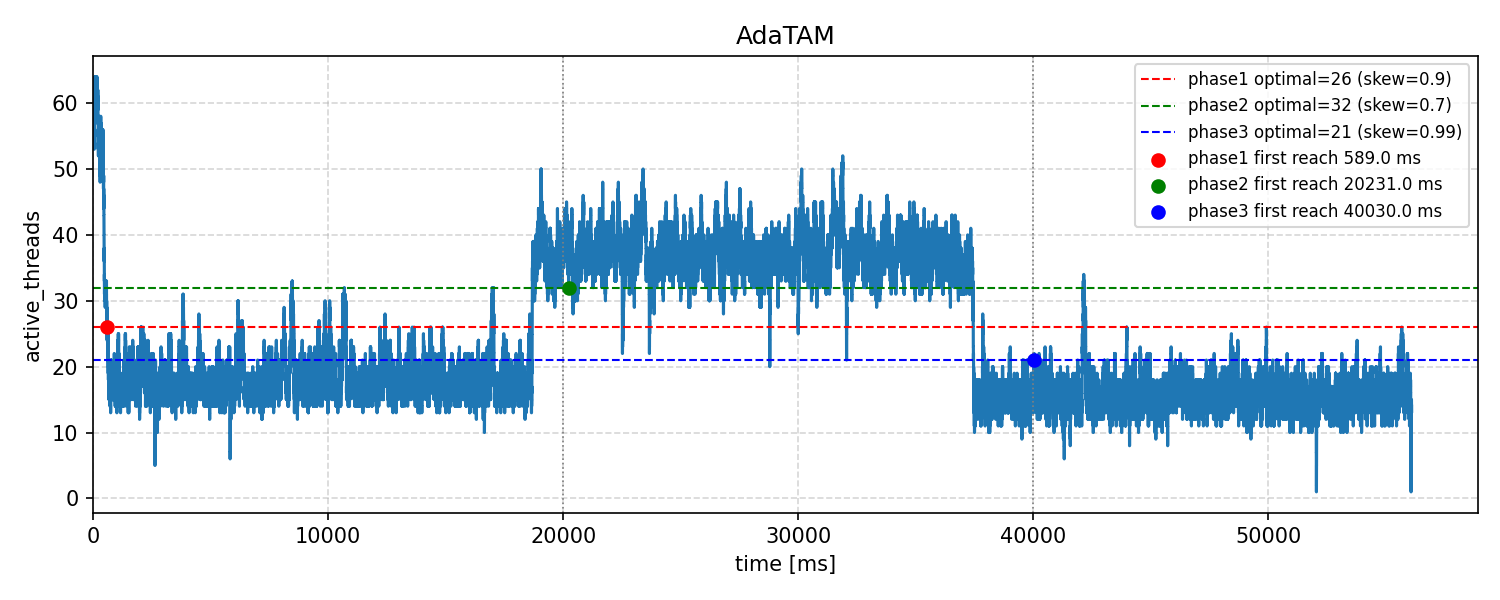 AdaTAM
active_threads
60
50
40
30
20
10
0
phase1 optimal=26 (skew=0.9)
phase2 optimal=32 (skew=0.7)
phase3 optimal=21 (skew=0.99)
phase1 first reach 589.0 ms
phase2 first reach 20231.0 ms
phase3 first reach 40030.0 ms
0 10000 20000 30000 40000 50000
time [ms]